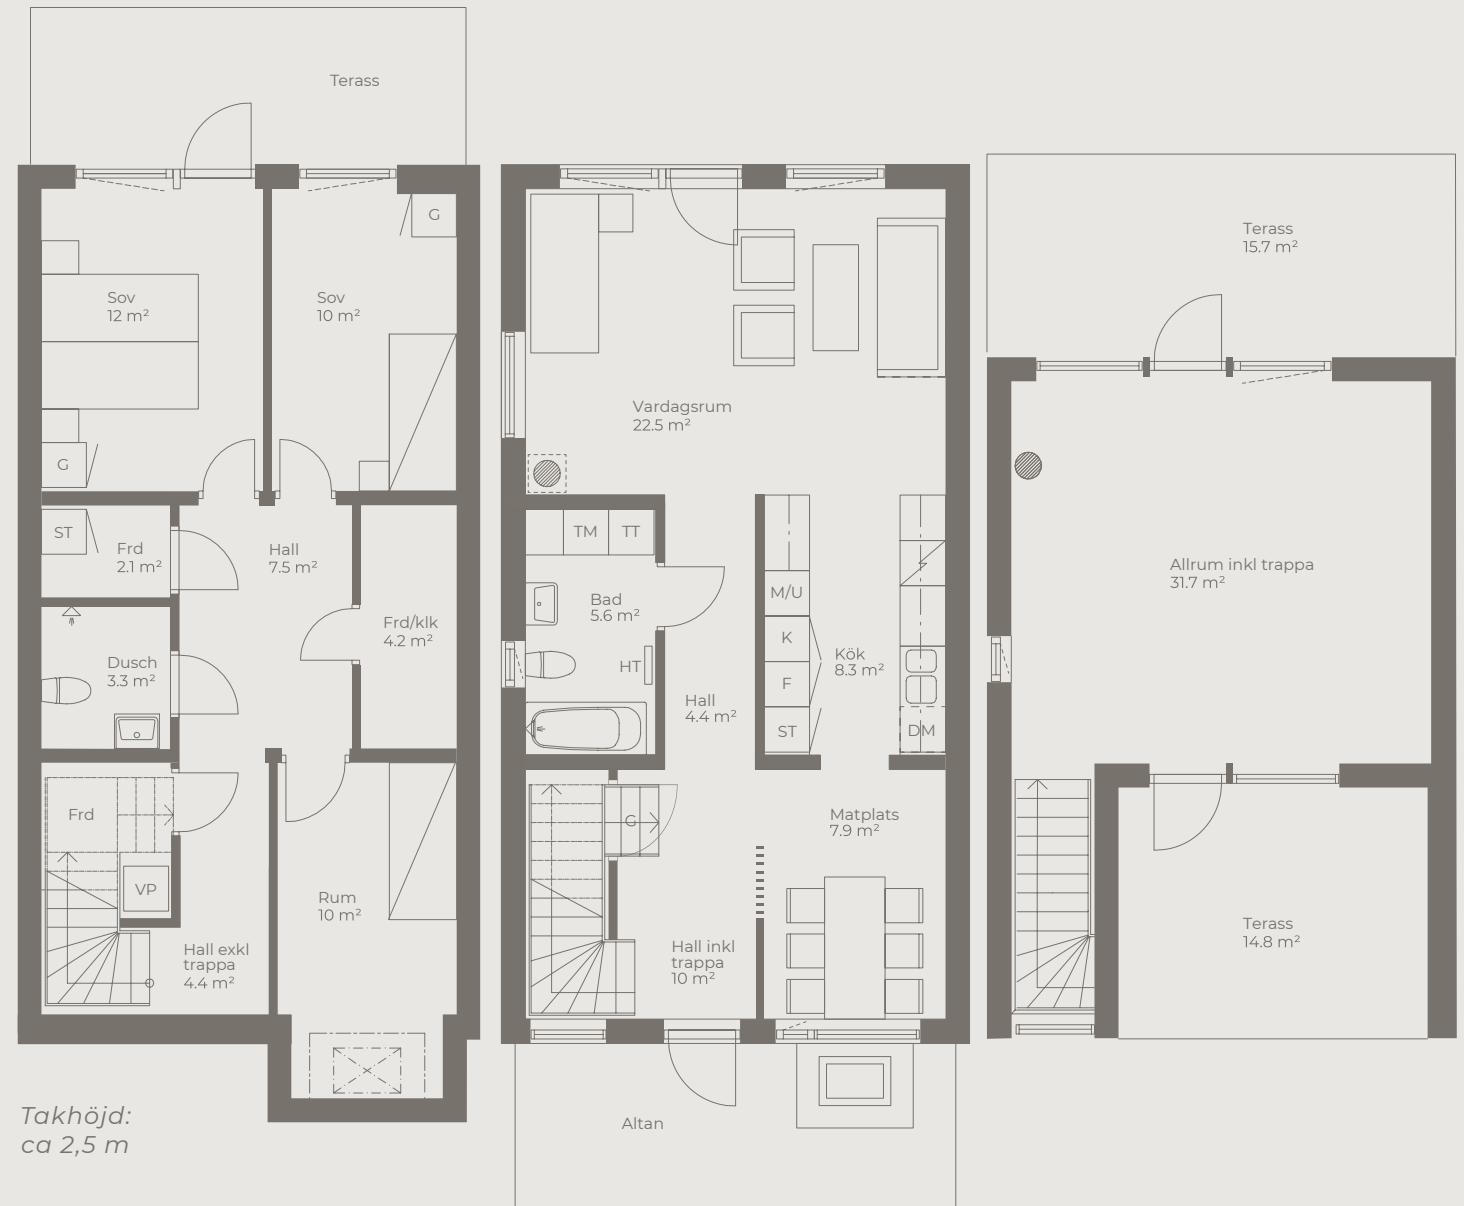 Terass
G
Sov
12 m²
Sov
10 m²
G
ST
Frd
2.1 m²
Hall
7.5 m²
Frd/klk
4.2 m²
Dusch
3.3 m²
Frd
VP
Rum
10 m²
Hall exkl
trappa
4.4 m²
Takhöjd:
ca 2,5 m
Vardagsrum
22.5 m²
TM
TT
Bad
5.6 m²
HT
M/U
K
F
ST
Kök
8.3 m²
DM
Hall
4.4 m²
G
Matplats
7.9 m²
Hall inkl
trappa
10 m²
Altan
Terass
15.7 m²
Allrum inkl trappa
31.7 m²
Terass
14.8 m²